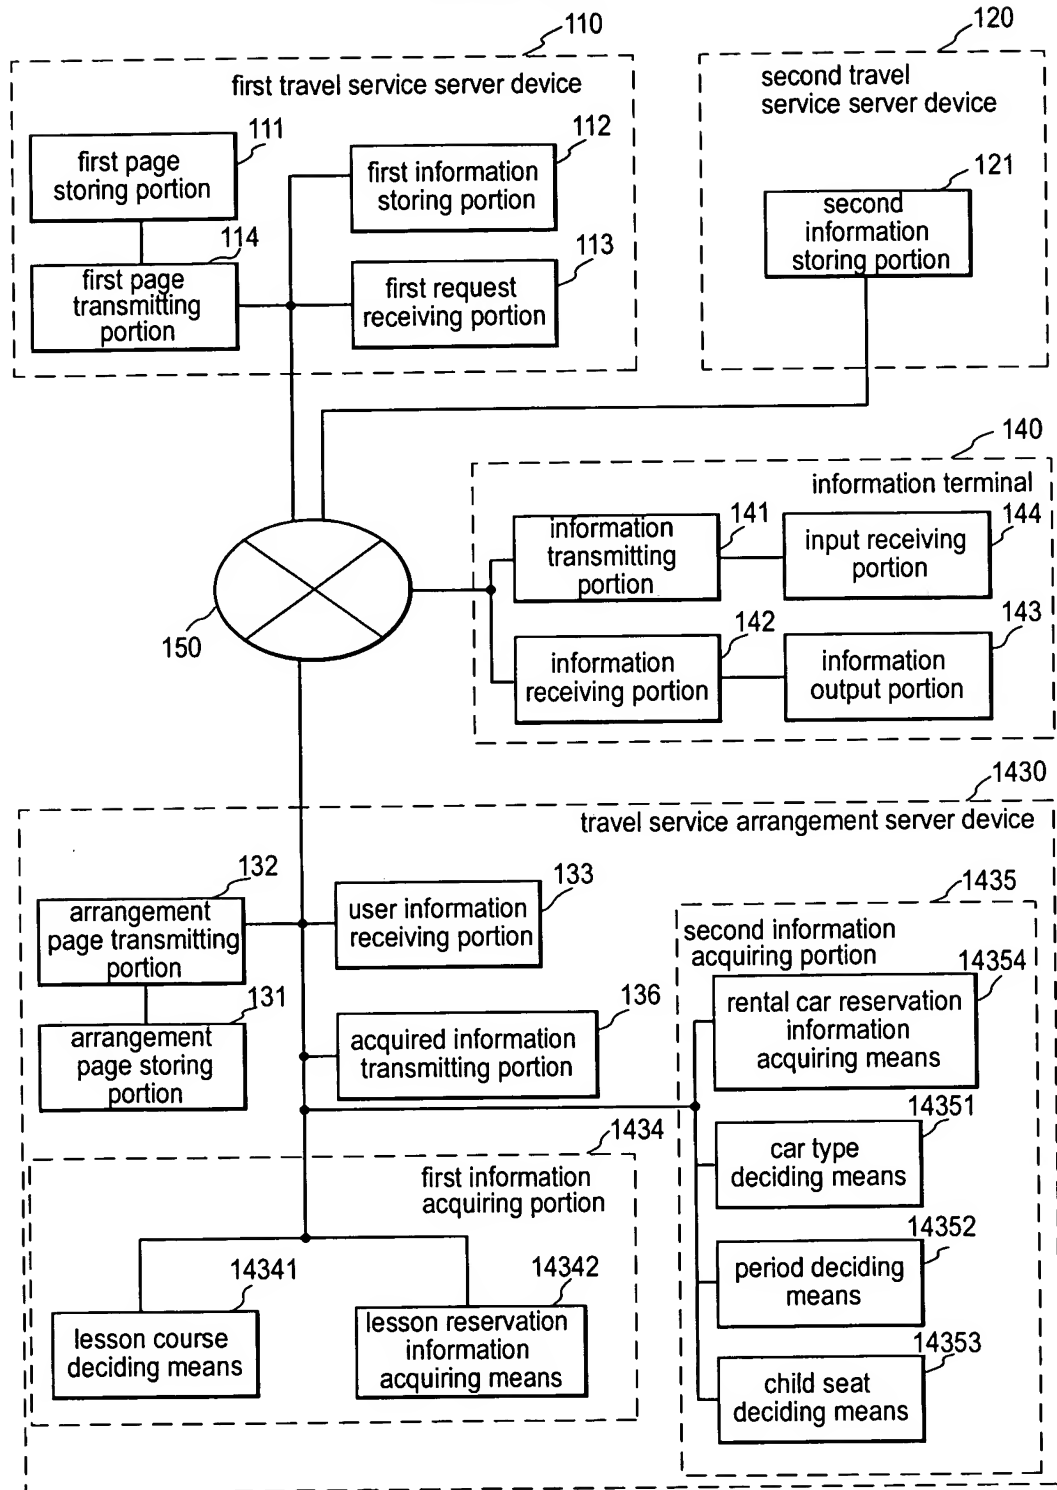 110
first travel service server device
111
first page
storing portion
112
first information
storing portion
114
first page
transmitting
portion
113
first request
receiving portion
120
second travel
service server device
121
second
information
storing portion
140
information terminal
141
information
transmitting
portion
144
input receiving
portion
142
information
receiving portion
143
information
output portion
150
1430
travel service arrangement server device
132
arrangement
page transmitting
portion
133
user information
receiving portion
131
arrangement
page storing
portion
136
acquired information
transmitting portion
1435
second information
acquiring portion
14354
rental car reservation
information
acquiring means
14351
car type
deciding means
14352
period deciding
means
14353
child seat
deciding means
1434
first information
acquiring portion
14341
lesson course
deciding means
14342
lesson reservation
information
acquiring means